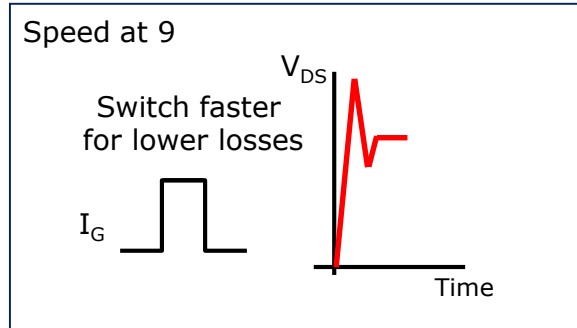 Speed at 9
V_DS
Switch faster
for lower losses
I_G
Time